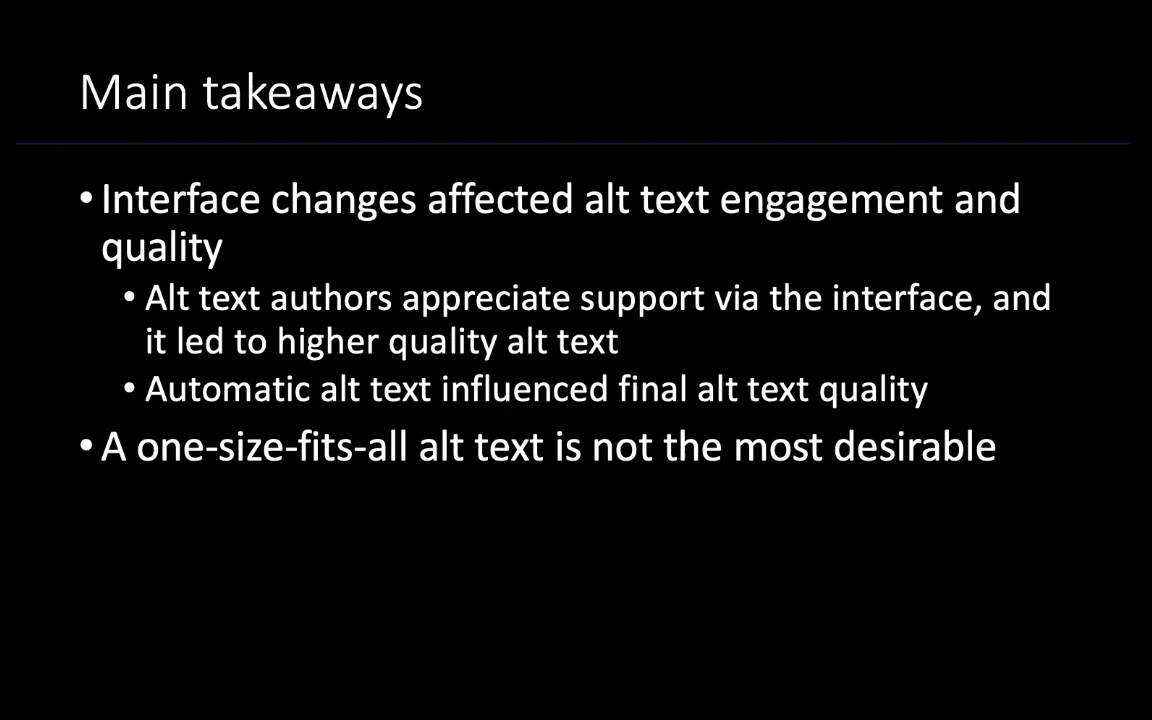 Main takeaways
• Interface changes affected alt text engagement and
quality
• Alt text authors appreciate support via the interface, and
it led to higher quality alt text
• Automatic alt text influenced final alt text quality
• A one-size-fits-all alt text is not the most desirable